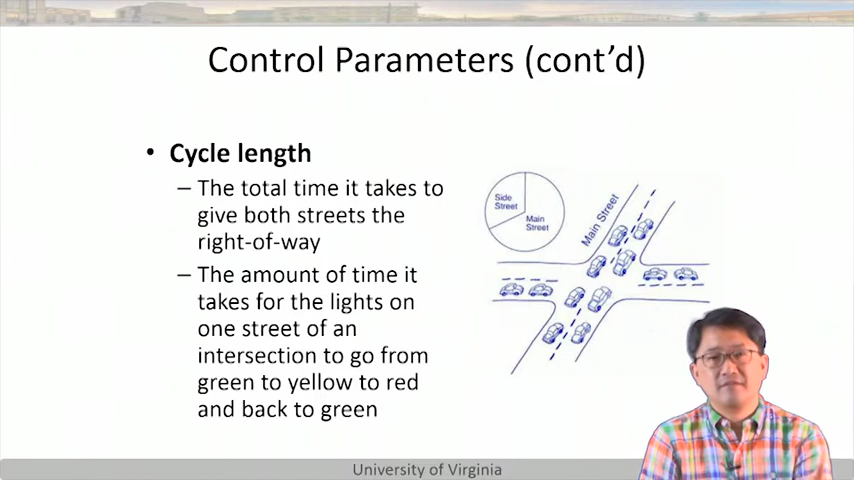 Control Parameters (cont’d)
• Cycle length
– The total time it takes to
give both streets the
right-of-way
– The amount of time it
takes for the lights on
one street of an
intersection to go from
green to yellow to red
and back to green
Side
Street
Main
Street
Main Street
University of Virginia